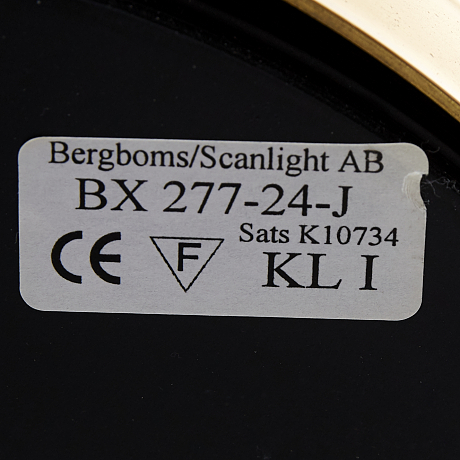 Bergboms/Scanlight AB
BX 277-24-J
Sats K10734
CE F KL I